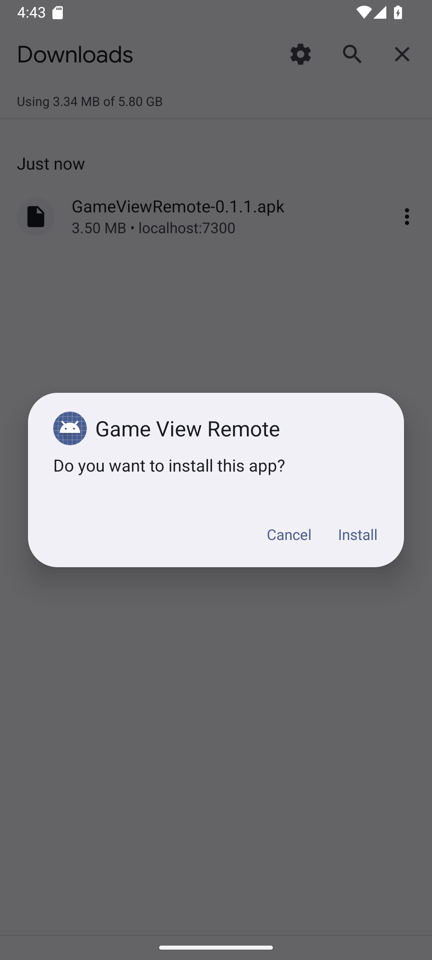 4:43
Downloads
Using 3.34 MB of 5.80 GB
Just now
GameViewRemote-0.1.1.apk
3.50 MB • localhost:7300
Game View Remote
Do you want to install this app?
Cancel Install